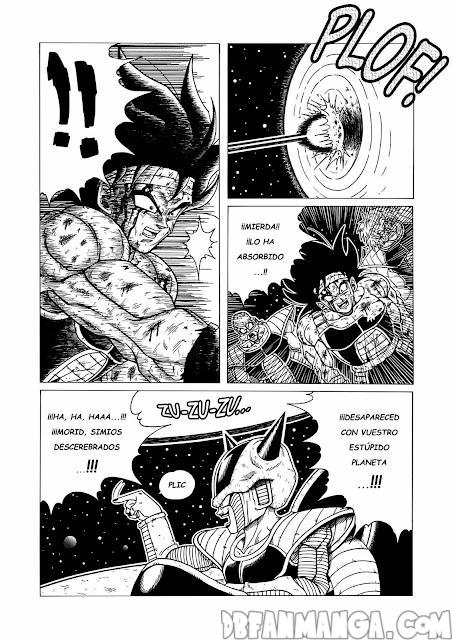 !!
PLOF!
¡¡MIERDA!!
¡¡LO HA
ABSORBIDO
...!!
ZU-ZU-ZU...
¡¡¡HA, HA, HAAA...!!!
¡¡¡MORID, SIMIOS
DESCEREBRADOS
...!!!
PLIC
¡¡¡DESAPARECED
CON VUESTRO
ESTÚPIDO
PLANETA
...!!!
DBFANMANGA.COM